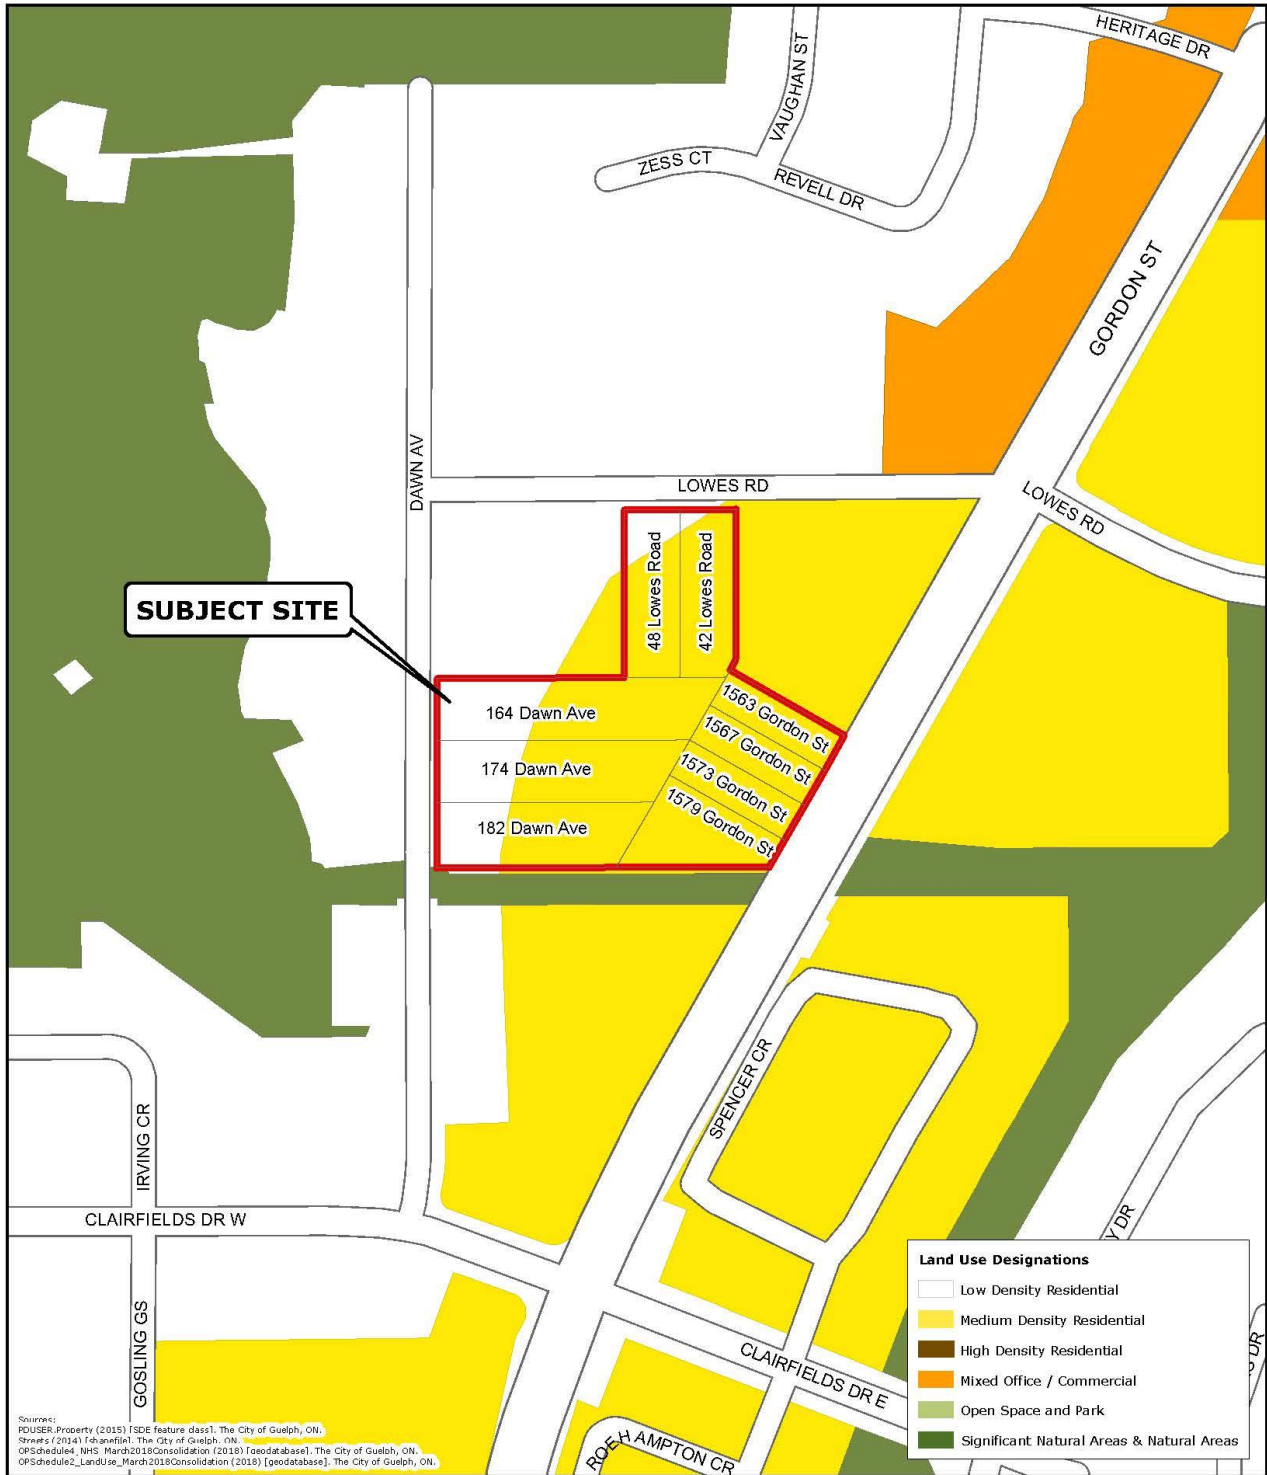 HERITAGE DR
VAUGHAN ST
ZESS CT
REVELL DR
GORDON ST
DAWN AV
LOWES RD
LOWES RD
48 Lowes Road
42 Lowes Road
SUBJECT SITE
164 Dawn Ave
1563 Gordon St
1567 Gordon St
174 Dawn Ave
1573 Gordon St
1579 Gordon St
182 Dawn Ave
SPENCER CR
IRVING CR
CLAIRFIELDS DR W
Y DR
GOSLING GS
CLAIRFIELDS DR E
ROEHAMPTON CR
DR
Land Use Designations
Low Density Residential
Medium Density Residential
High Density Residential
Mixed Office / Commercial
Open Space and Park
Significant Natural Areas & Natural Areas
Sources:
PDUSER.Property (2015) [SDE feature class]. The City of Guelph, ON.
Streets (2014) [shapefile]. The City of Guelph, ON.
OPSchedule4_NHS_March2018Consolidation (2018) [geodatabase]. The City of Guelph, ON.
OPSchedule2_LandUse_March2018Consolidation (2018) [geodatabase]. The City of Guelph, ON.